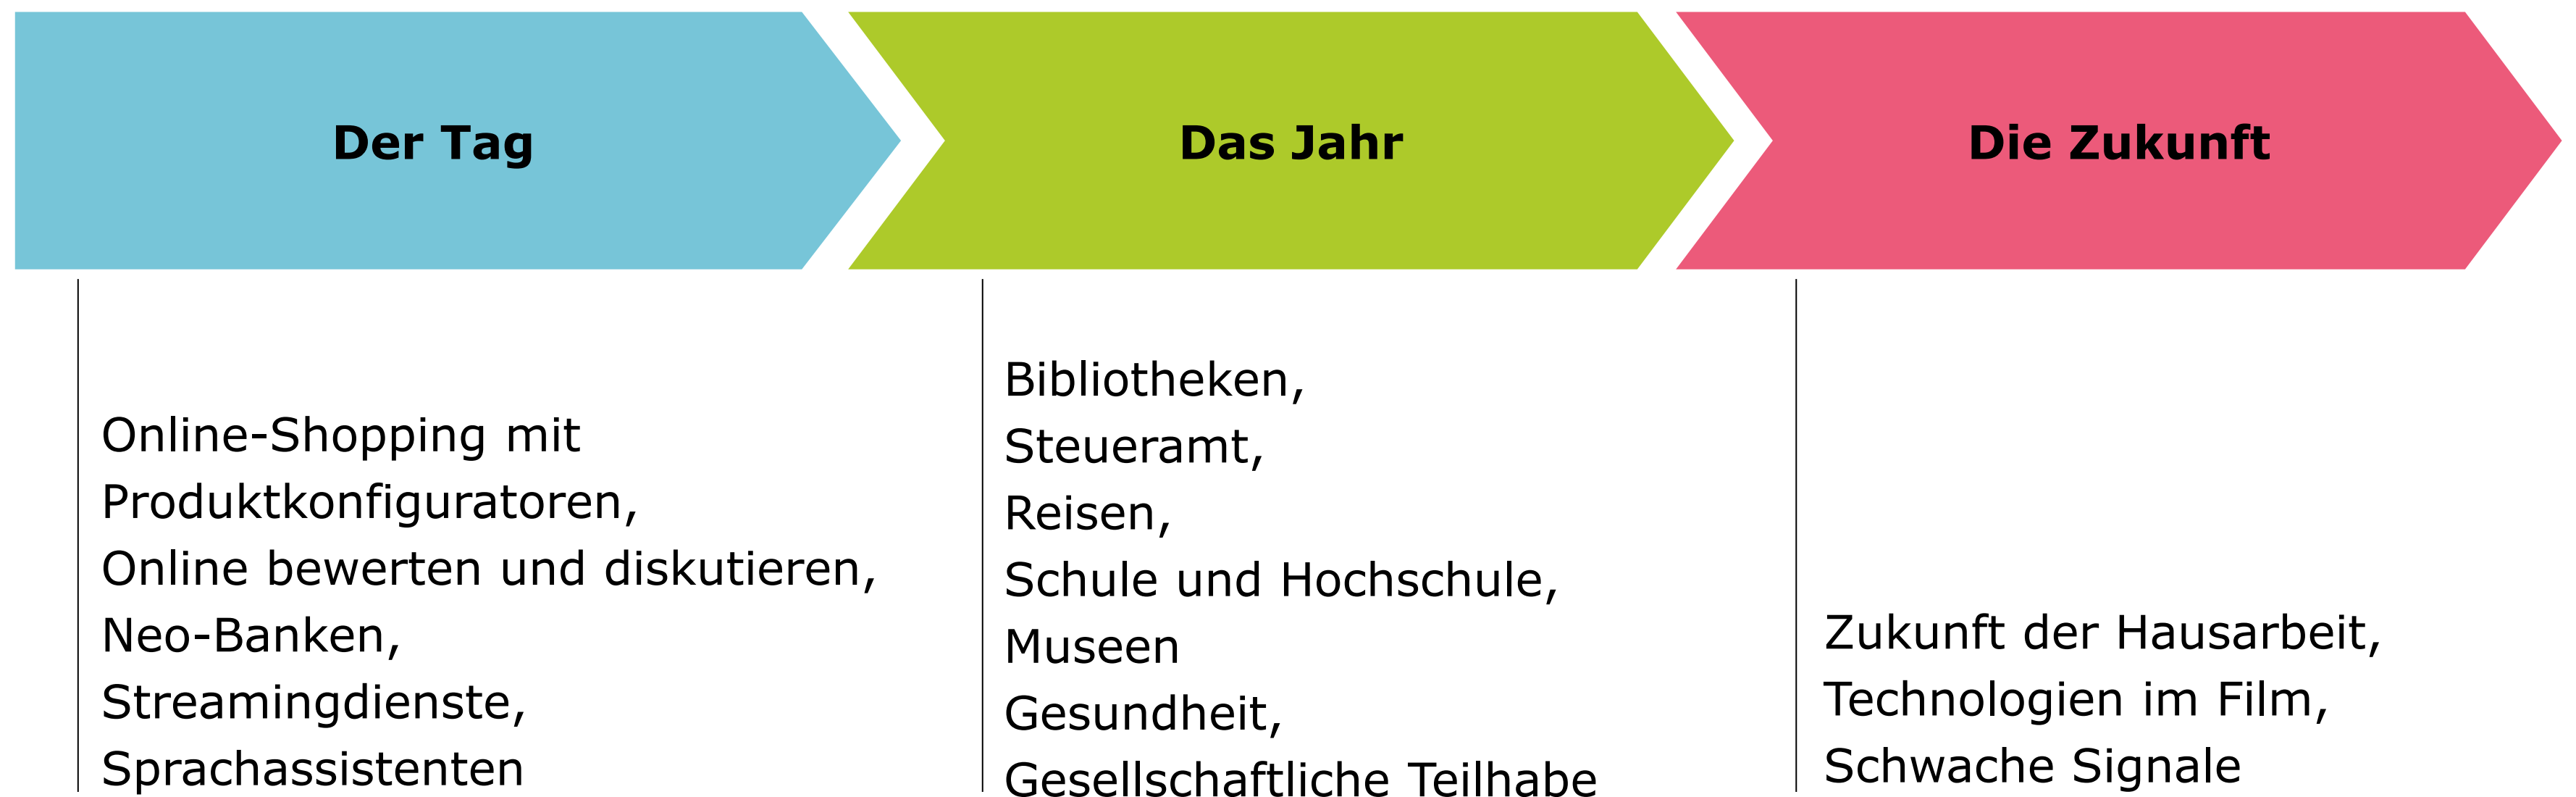 Der Tag
Das Jahr
Die Zukunft
Online-Shopping mit
Produktkonfiguratoren,
Online bewerten und diskutieren,
Neo-Banken,
Streamingdienste,
Sprachassistenten
Bibliotheken,
Steueramt,
Reisen,
Schule und Hochschule,
Museen
Gesundheit,
Gesellschaftliche Teilhabe
Zukunft der Hausarbeit,
Technologien im Film,
Schwache Signale